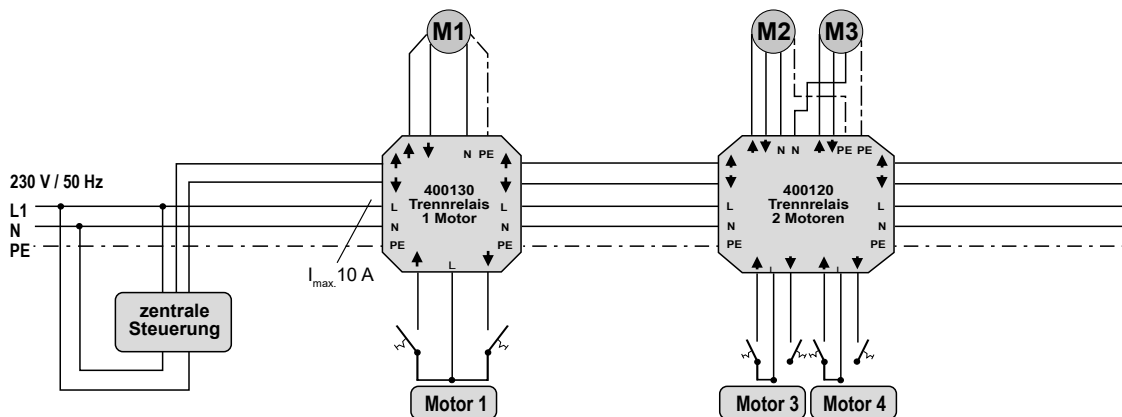 M1
M2 M3
N PE
N N PE PE
230 V / 50 Hz
L1
N
PE
400130
Trennrelais
1 Motor
L L
N N
PE PE
L
400120
Trennrelais
2 Motoren
L L
N N
PE PE
L L
Imax. 10 A
zentrale
Steuerung
Motor 1
Motor 3
Motor 4